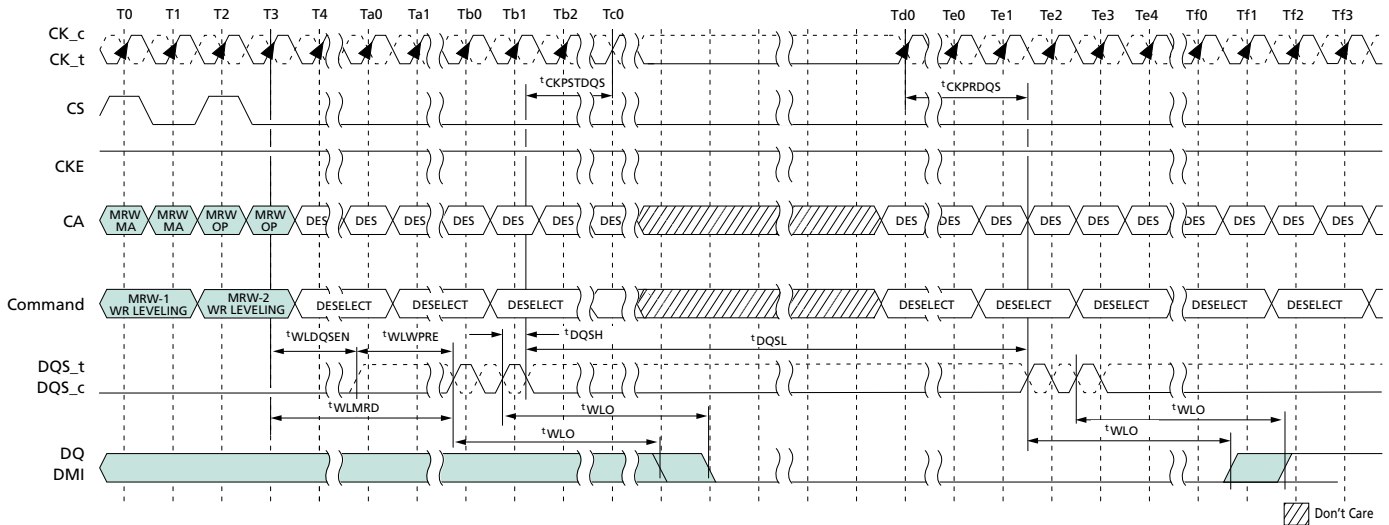 T0 T1 T2 T3 T4 Ta0 Ta1 Tb0 Tb1 Tb2 Tc0 Td0 Te0 Te1 Te2 Te3 Te4 Tf0 Tf1 Tf2 Tf3
CK_c
CK_t
tCKPSTDQS tCKPRDQS
CS
CKE
CA MRW MA MRW MA MRW OP MRW OP DES DES DES DES DES DES DES DES DES DES DES DES DES DES DES DES DES
Command MRW-1 WR LEVELING MRW-2 WR LEVELING DESELECT DESELECT DESELECT DESELECT DESELECT DESELECT DESELECT DESELECT
tWLDQSEN tWLWPRE tDQSH tDQSL
DQS_t
DQS_c
tWLMRD tWLO tWLO
tWLO tWLO
DQ
DMI
Don't Care